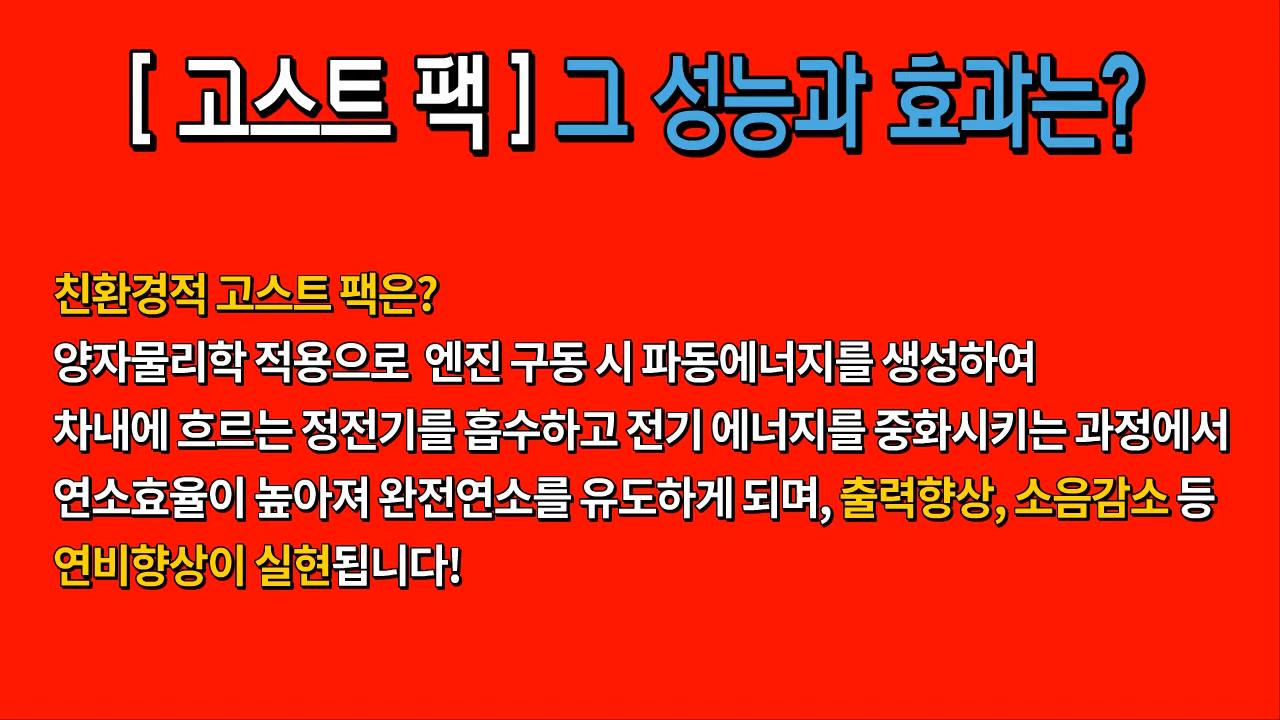 [ 고스트 팩 ] 그 성능과 효과는?
친환경적 고스트 팩은?
양자물리학 적용으로 엔진 구동 시 파동에너지를 생성하여
차내에 흐르는 정전기를 흡수하고 전기 에너지를 중화시키는 과정에서
연소효율이 높아져 완전연소를 유도하게 되며, 출력향상, 소음감소 등
연비향상이 실현됩니다!